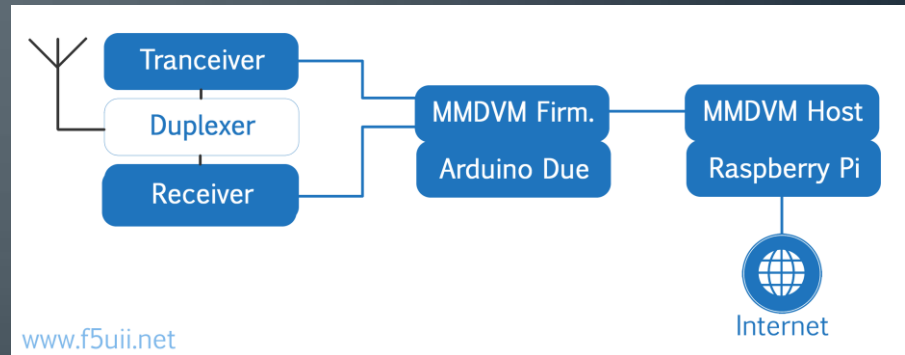 Tranceiver
Duplexer
Receiver
MMDVM Firm.
Arduino Due
MMDVM Host
Raspberry Pi
Internet
www.f5uii.net